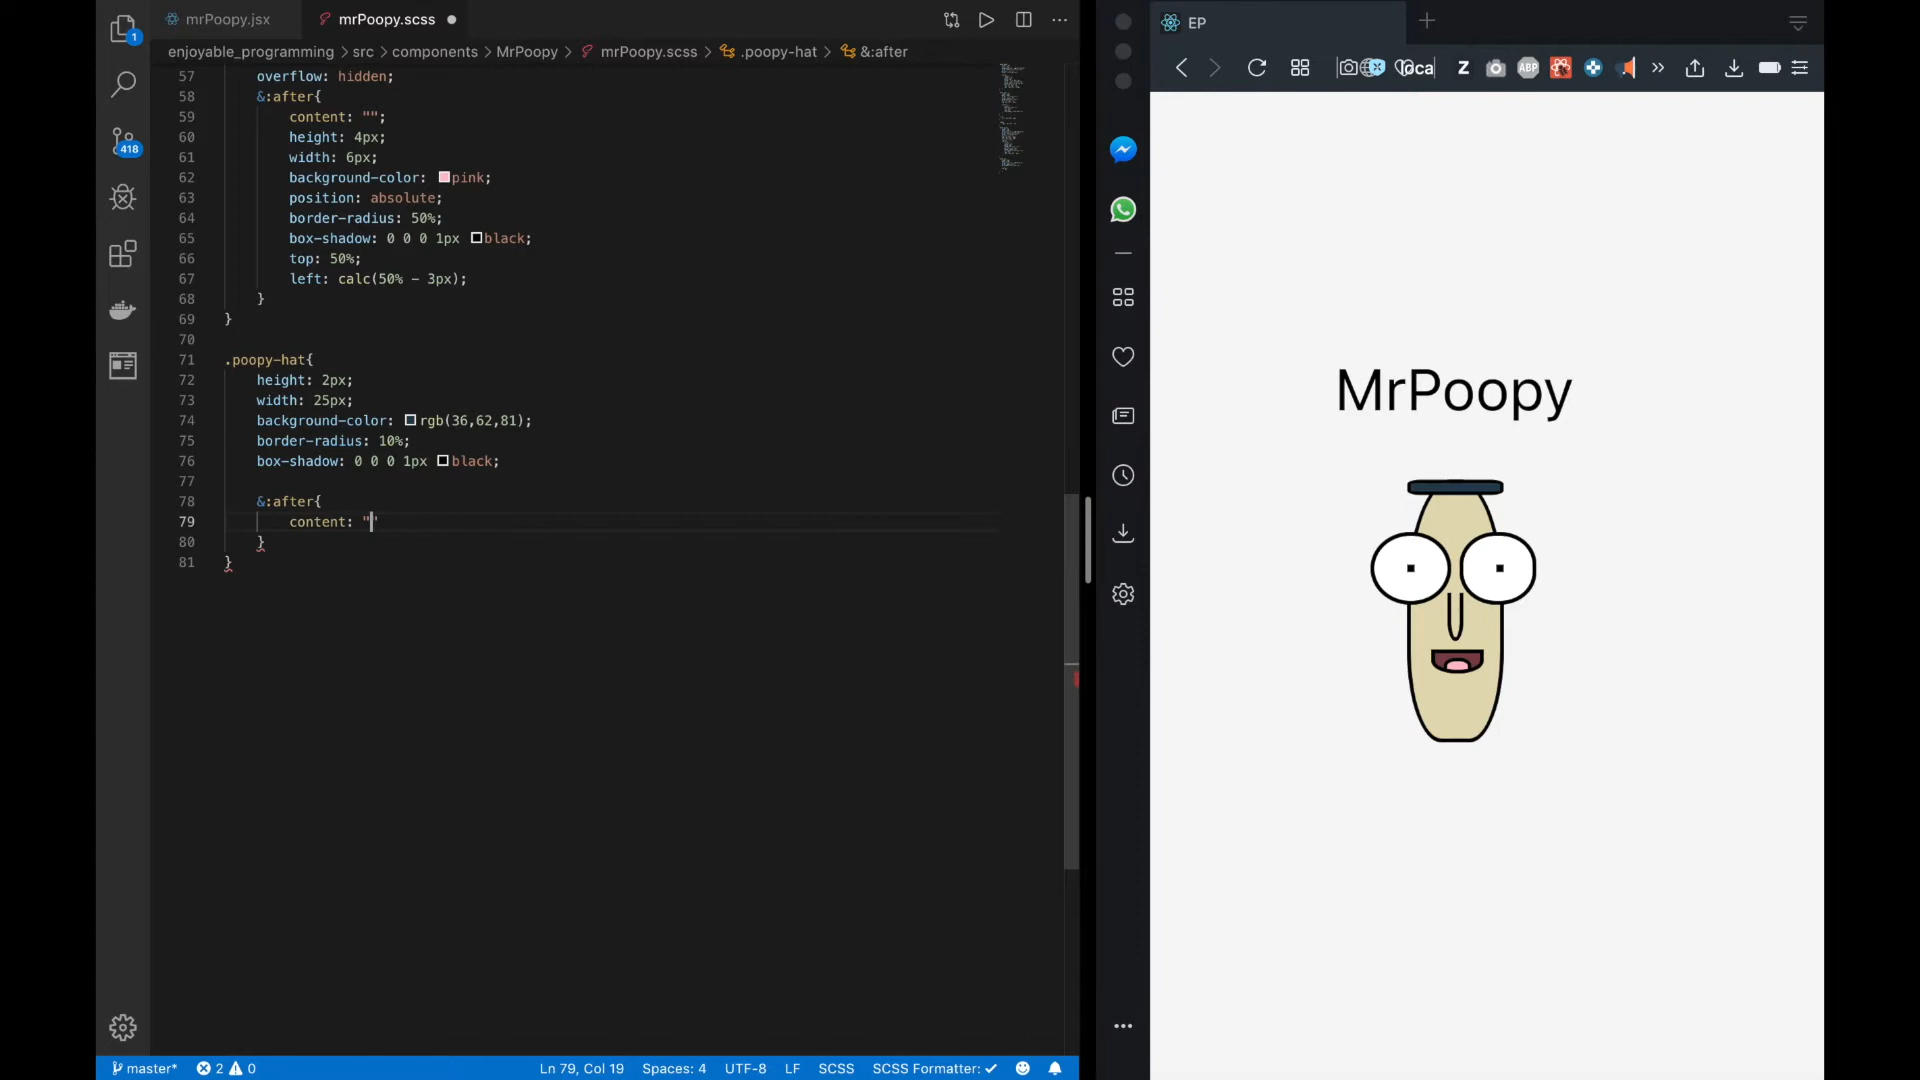 mrPoopy.jsx
mrPoopy.scss
enjoyable_programming > src > components > MrPoopy > mrPoopy.scss > .poopy-hat > &:after
57 overflow: hidden;
58 &:after{
59 content: "";
60 height: 4px;
61 width: 6px;
62 background-color: pink;
63 position: absolute;
64 border-radius: 50%;
65 box-shadow: 0 0 0 1px black;
66 top: 50%;
67 left: calc(50% - 3px);
68 }
69 }
70
71 .poopy-hat{
72 height: 2px;
73 width: 25px;
74 background-color: rgb(36,62,81);
75 border-radius: 10%;
76 box-shadow: 0 0 0 1px black;
77
78 &:after{
79 content: ""
80 }
81 }
1
418
master* 2 0 Ln 79, Col 19 Spaces: 4 UTF-8 LF SCSS SCSS Formatter: ✓
EP
loca
Z
ABP
MrPoopy